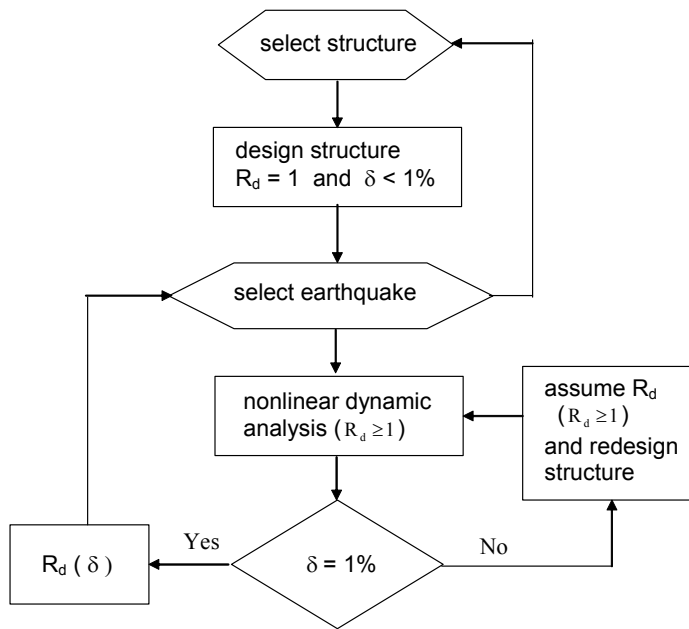 select structure
design structure
R_d = 1 and δ < 1%
select earthquake
nonlinear dynamic
analysis ( R_d ≥1)
assume R_d
( R_d ≥1)
and redesign
structure
δ = 1%
Yes
No
R_d ( δ )